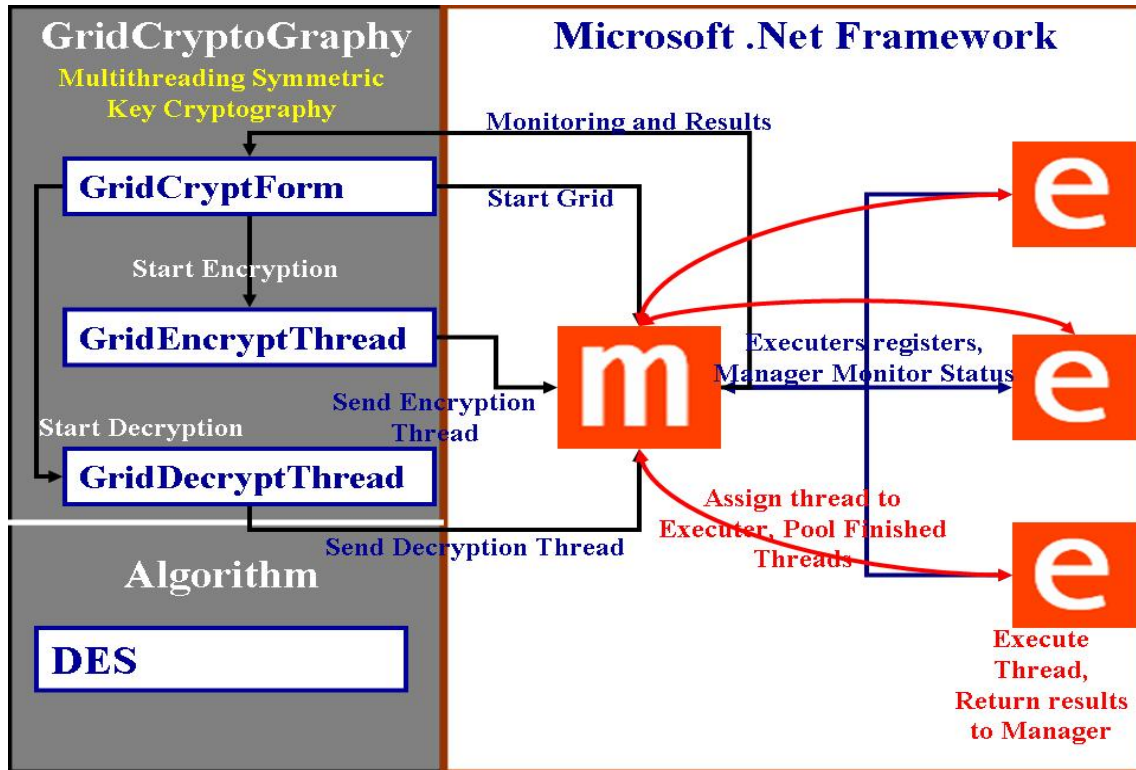 GridCryptoGraphy
Multithreading Symmetric
Key Cryptography
GridCryptForm
Start Encryption
GridEncryptThread
Start Decryption
GridDecryptThread
Algorithm
DES
Microsoft .Net Framework
Monitoring and Results
Start Grid
Send Encryption
Thread
Send Decryption Thread
m
Executers registers,
Manager Monitor Status
Assign thread to
Executer, Pool Finished
Threads
e
e
e
Execute
Thread,
Return results
to Manager